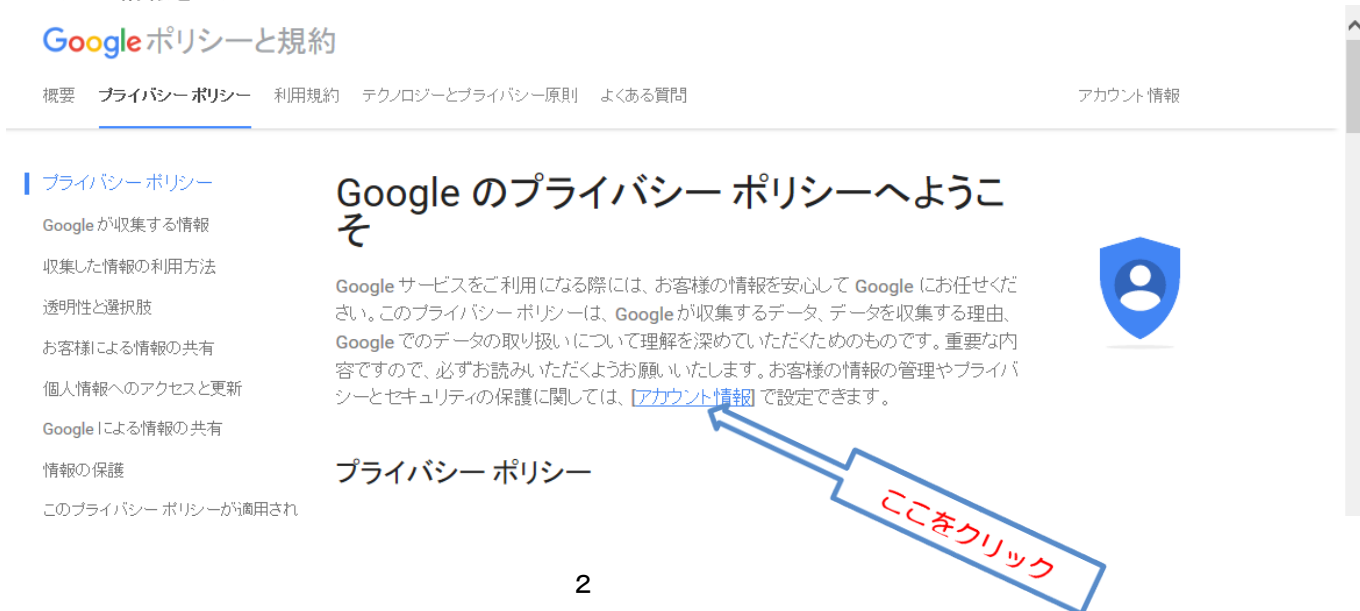 Googleポリシーと規約
概要 プライバシー ポリシー 利用規約 テクノロジーとプライバシー原則 よくある質問 アカウント情報
プライバシー ポリシー
Google が収集する情報
収集した情報の利用方法
透明性と選択肢
お客様による情報の共有
個人情報へのアクセスと更新
Google による情報の共有
情報の保護
このプライバシー ポリシーが適用され
Google のプライバシー ポリシーへようこ
そ
Google サービスをご利用になる際には、お客様の情報を安心して Google にお任せくだ
さい。このプライバシー ポリシーは、Google が収集するデータ、データを収集する理由、
Google でのデータの取り扱いについて理解を深めていただくためのものです。重要な内
容ですので、必ずお読みいただくようお願いいたします。お客様の情報の管理やプライバ
シーとセキュリティの保護に関しては、[アカウント情報] で設定できます。
プライバシー ポリシー
ここをクリック
2